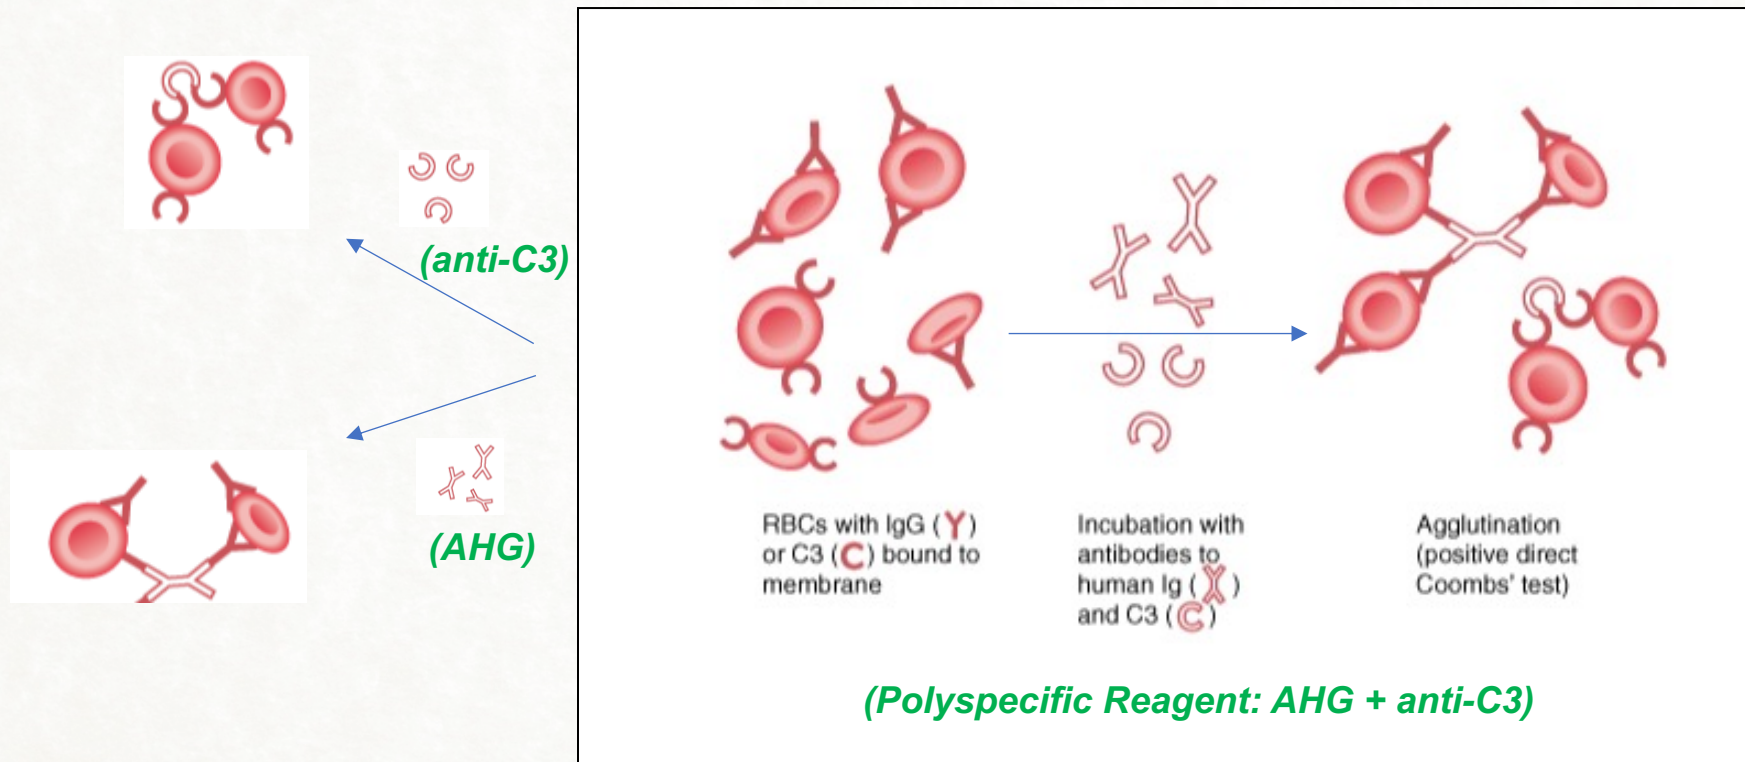 (anti-C3)
(AHG)
RBCs with IgG (Y)
or C3 (C) bound to
membrane
Incubation with
antibodies to
human Ig ( )
and C3 (C)
Agglutination
(positive direct
Coombs' test)
(Polyspecific Reagent: AHG + anti-C3)